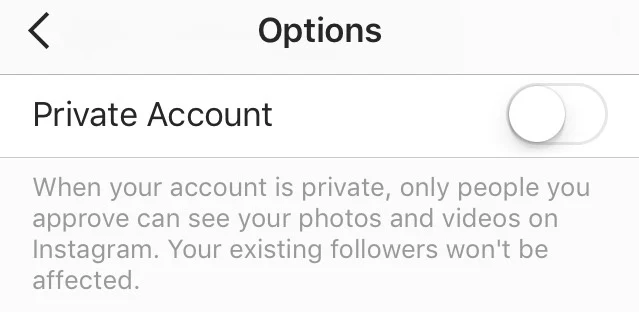 Options
Private Account
When your account is private, only people you
approve can see your photos and videos on
Instagram. Your existing followers won't be
affected.